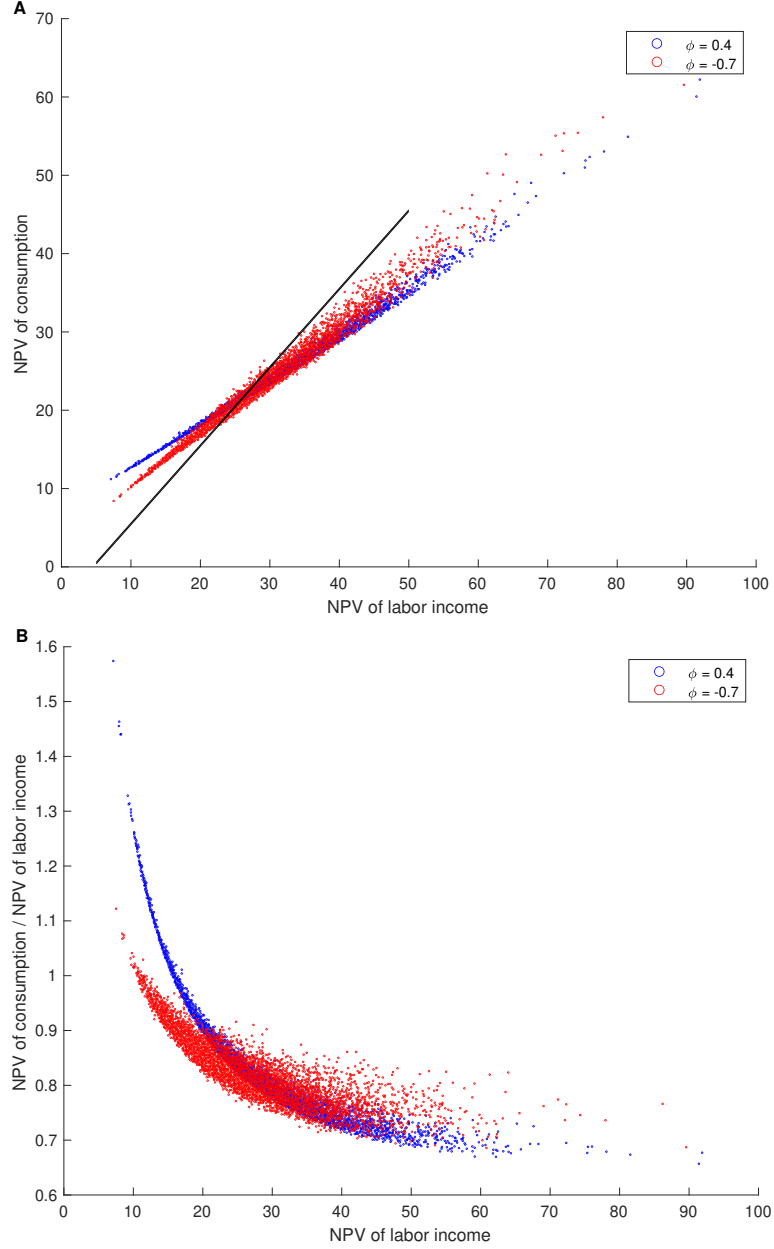 A
70
60
50
40
30
20
10
0
NPV of consumption
ϕ = 0.4
ϕ = -0.7
0 10 20 30 40 50 60 70 80 90 100
NPV of labor income
B
1.6
1.5
1.4
1.3
1.2
1.1
1
0.9
0.8
0.7
0.6
NPV of consumption / NPV of labor income
ϕ = 0.4
ϕ = -0.7
0 10 20 30 40 50 60 70 80 90 100
NPV of labor income